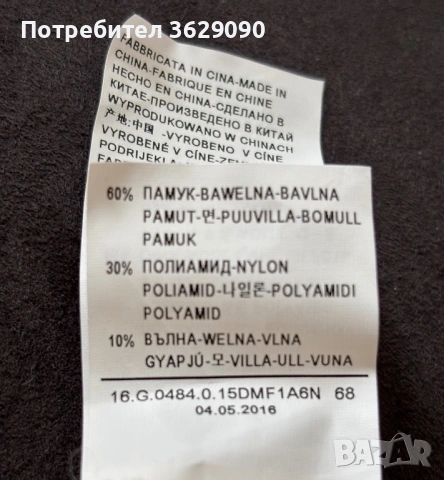 Потребител 3629090
FABBRICATA IN CINA-MADE IN
CHINA-FABRIQUE EN CHINE
HECHO EN CHINA-СДЕЛАНО В
КИТАЕ-ПРОИЗВЕДЕНО В КИТАЙ
WYPRODUKOWANO W CHINACH
产地:中国 -VYROBENO V CÍNE
VYROBENÉ V CÍNE-
PODRIJEKLA
60% ПАМУК-BAWELNA-BAVLNA
PAMUT-면-PUUVILLA-BOMULL
PAMUK
30% ПОЛИАМИД-NYLON
POLIAMID-나일론-POLYAMIDI
POLYAMID
10% ВЪЛНА-WELNA-VLNA
GYAPJÚ-모-VILLA-ULL-VUNA
16.G.0484.0.15DMF1A6N 68
04.05.2016
BAZAR